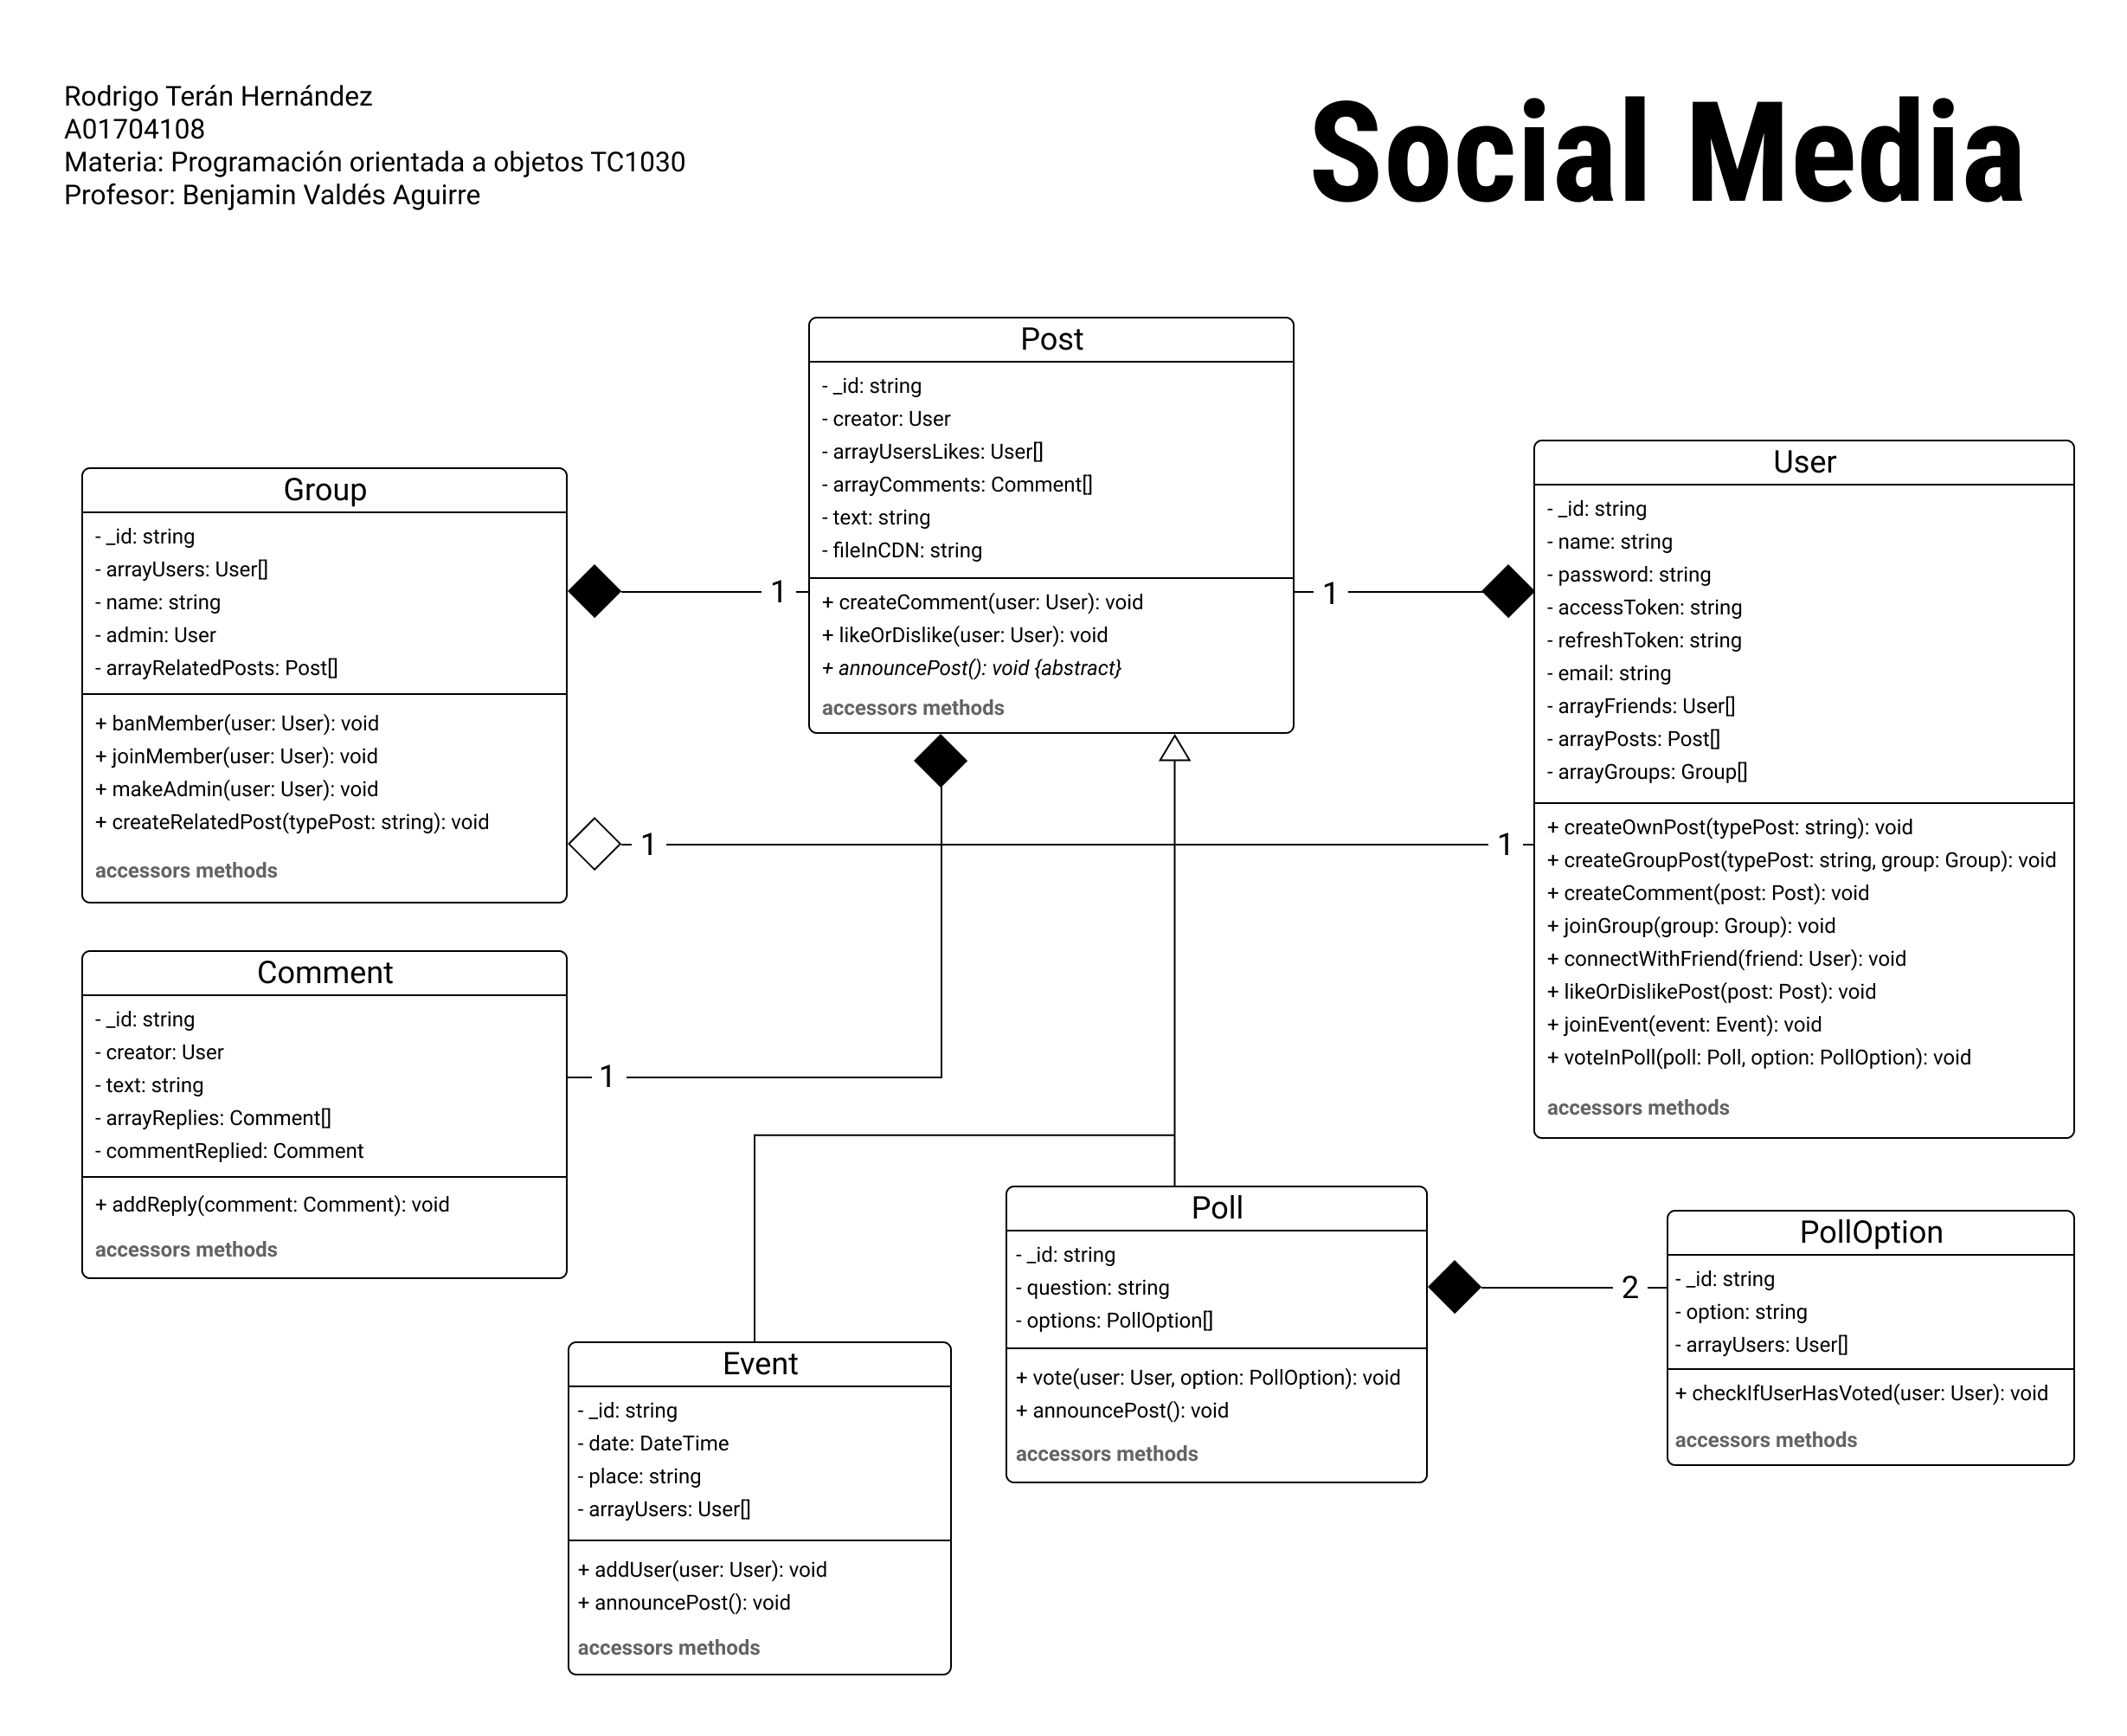 Rodrigo Terán Hernández
A01704108
Materia: Programación orientada a objetos TC1030
Profesor: Benjamin Valdés Aguirre
Social Media
Post
- _id: string
- creator: User
- arrayUsersLikes: User[]
- arrayComments: Comment[]
- text: string
- fileInCDN: string
+ createComment(user: User): void
+ likeOrDislike(user: User): void
+ announcePost(): void {abstract}
accessors methods
Group
- _id: string
- arrayUsers: User[]
- name: string
- admin: User
- arrayRelatedPosts: Post[]
+ banMember(user: User): void
+ joinMember(user: User): void
+ makeAdmin(user: User): void
+ createRelatedPost(typePost: string): void
accessors methods
1
1
User
- _id: string
- name: string
- password: string
- accessToken: string
- refreshToken: string
- email: string
- arrayFriends: User[]
- arrayPosts: Post[]
- arrayGroups: Group[]
+ createOwnPost(typePost: string): void
+ createGroupPost(typePost: string, group: Group): void
+ createComment(post: Post): void
+ joinGroup(group: Group): void
+ connectWithFriend(friend: User): void
+ likeOrDislikePost(post: Post): void
+ joinEvent(event: Event): void
+ voteInPoll(poll: Poll, option: PollOption): void
accessors methods
1
1
Comment
- _id: string
- creator: User
- text: string
- arrayReplies: Comment[]
- commentReplied: Comment
+ addReply(comment: Comment): void
accessors methods
1
Poll
- _id: string
- question: string
- options: PollOption[]
+ vote(user: User, option: PollOption): void
+ announcePost(): void
accessors methods
2
PollOption
- _id: string
- option: string
- arrayUsers: User[]
+ checkIfUserHasVoted(user: User): void
accessors methods
Event
- _id: string
- date: DateTime
- place: string
- arrayUsers: User[]
+ addUser(user: User): void
+ announcePost(): void
accessors methods